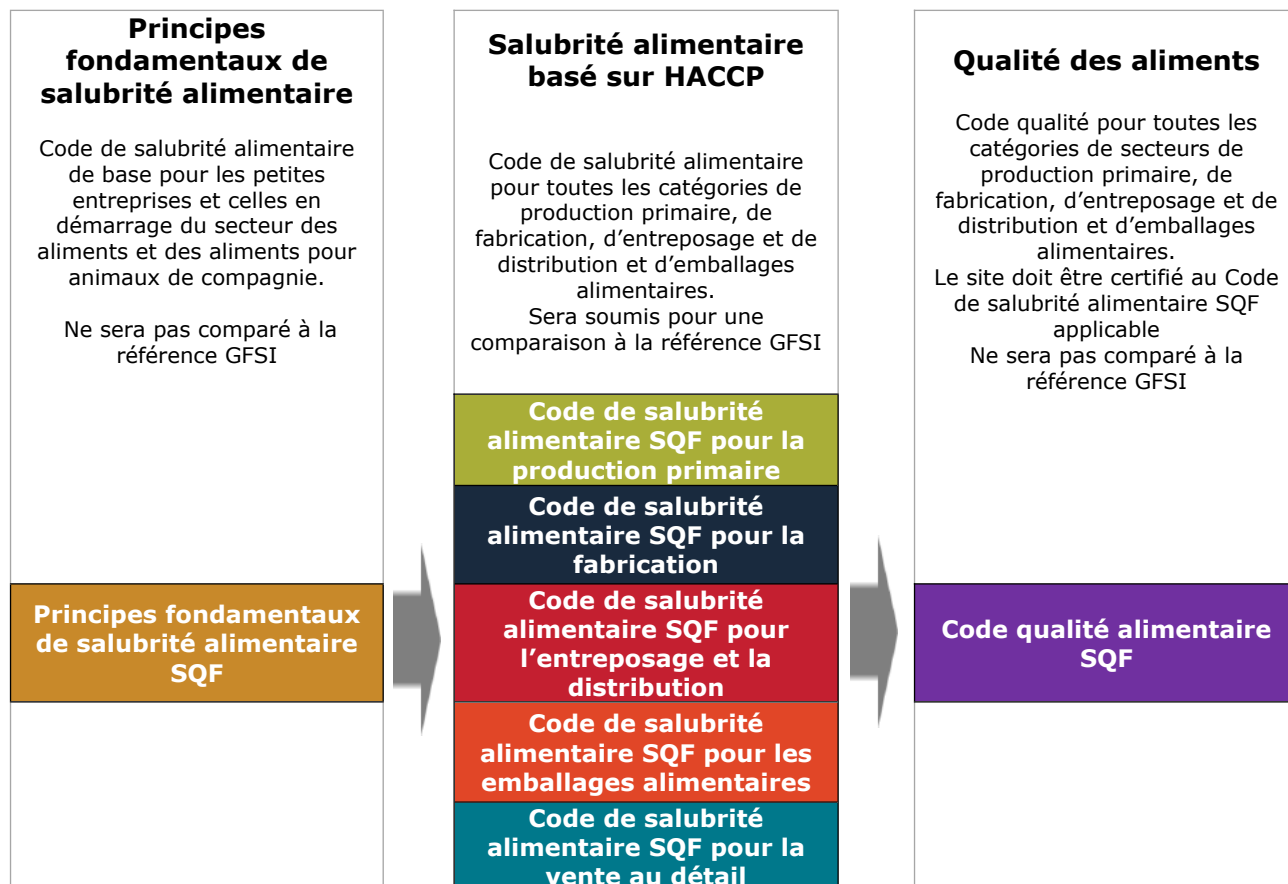 Principes
fondamentaux de
salubrité alimentaire
Code de salubrité alimentaire
de base pour les petites
entreprises et celles en
démarrage du secteur des
aliments et des aliments pour
animaux de compagnie.
Ne sera pas comparé à la
référence GFSI
Principes fondamentaux
de salubrité alimentaire
SQF
Salubrité alimentaire
basé sur HACCP
Code de salubrité alimentaire
pour toutes les catégories de
production primaire, de
fabrication, d’entreposage et de
distribution et d’emballages
alimentaires.
Sera soumis pour une
comparaison à la référence GFSI
Code de salubrité
alimentaire SQF pour la
production primaire
Code de salubrité
alimentaire SQF pour la
fabrication
Code de salubrité
alimentaire SQF pour
l’entreposage et la
distribution
Code de salubrité
alimentaire SQF pour les
emballages alimentaires
Code de salubrité
alimentaire SQF pour la
vente au détail
Qualité des aliments
Code qualité pour toutes les
catégories de secteurs de
production primaire, de
fabrication, d’entreposage et de
distribution et d’emballages
alimentaires.
Le site doit être certifié au Code
de salubrité alimentaire SQF
applicable
Ne sera pas comparé à la
référence GFSI
Code qualité alimentaire
SQF